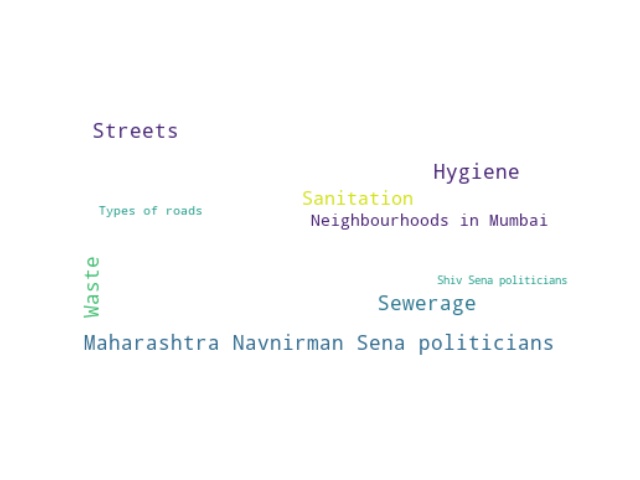 Streets
Hygiene
Sanitation
Types of roads
Neighbourhoods in Mumbai
Waste
Shiv Sena politicians
Sewerage
Maharashtra Navnirman Sena politicians